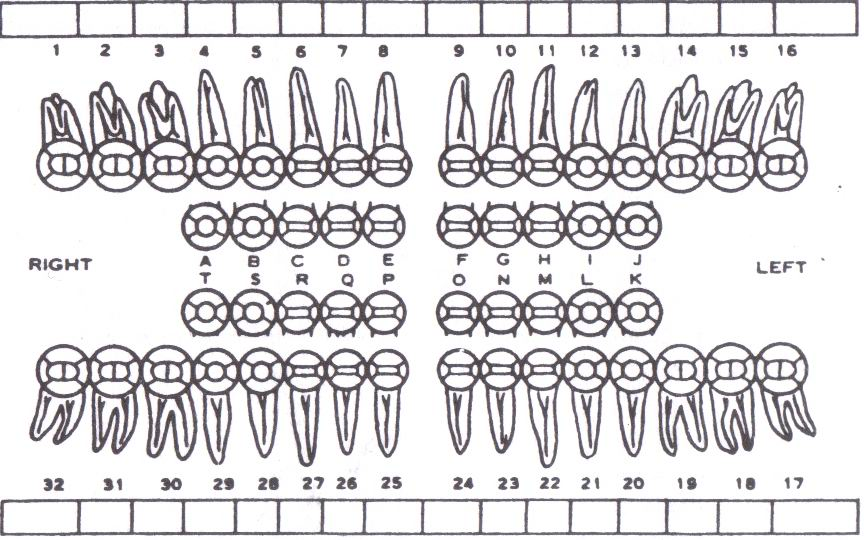 1 2 3 4 5 6 7 8 9 10 11 12 13 14 15 16
A B C D E F G H I J
RIGHT LEFT
T S R Q P O N M L K
32 31 30 29 28 27 26 25 24 23 22 21 20 19 18 17